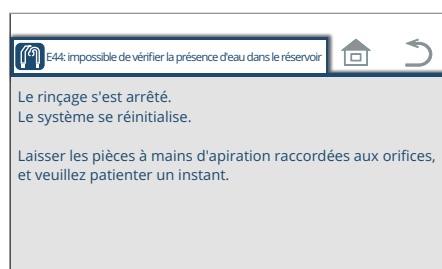 E44: impossible de vérifier la présence d'eau dans le réservoir
Le rinçage s'est arrêté.
Le système se réinitialise.
Laisser les pièces à mains d'apiration raccordées aux orifices,
et veuillez patienter un instant.